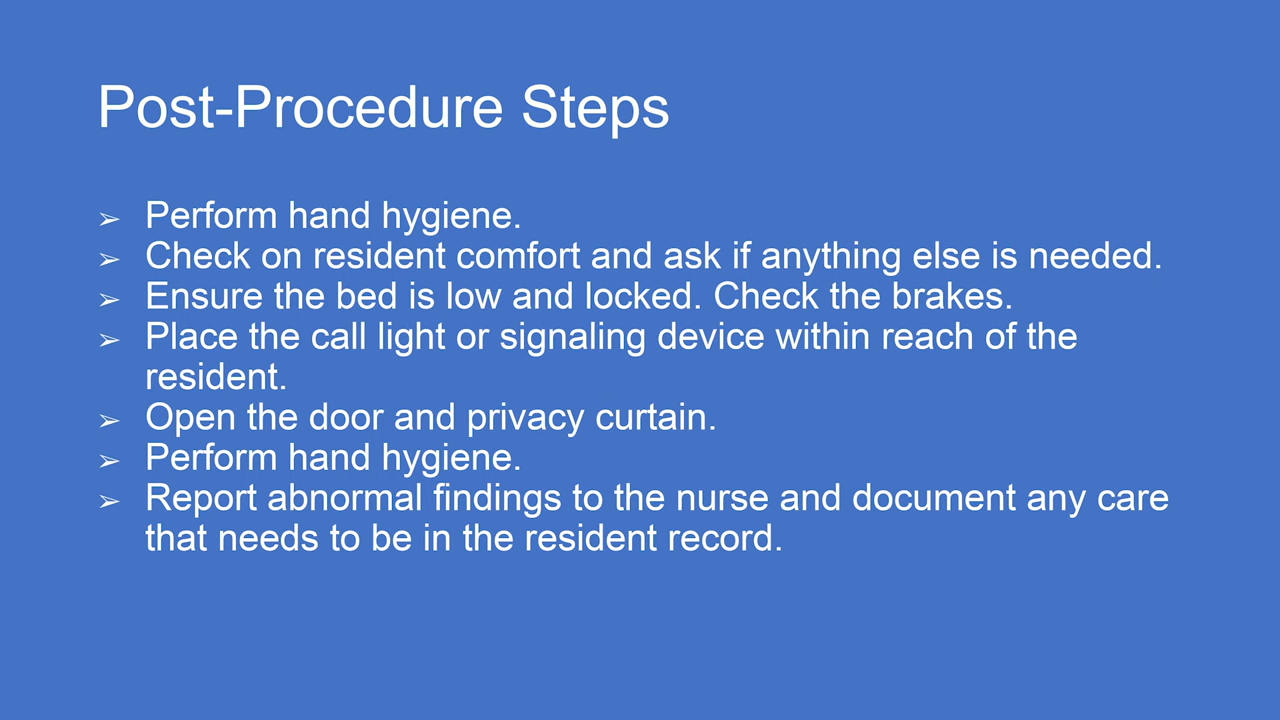 Post-Procedure Steps
➢ Perform hand hygiene.
➢ Check on resident comfort and ask if anything else is needed.
➢ Ensure the bed is low and locked. Check the brakes.
➢ Place the call light or signaling device within reach of the
resident.
➢ Open the door and privacy curtain.
➢ Perform hand hygiene.
➢ Report abnormal findings to the nurse and document any care
that needs to be in the resident record.